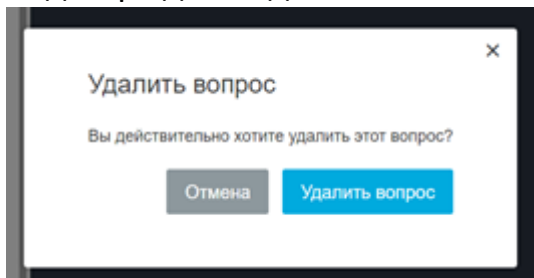 ×
Удалить вопрос
Вы действительно хотите удалить этот вопрос?
Отмена Удалить вопрос